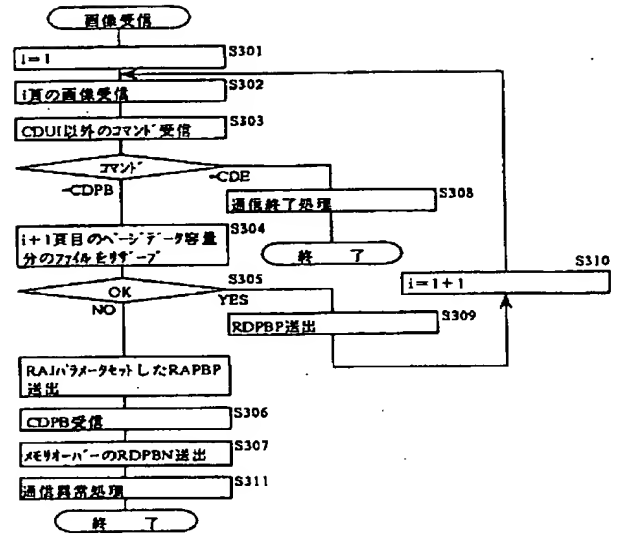 画像受信
S301
i=1
S302
i頁の画像受信
S303
CDUI以外のコマンド受信
コマンド
=CDPB
=CDE
S308
通信終了処理
終 了
S304
i+1頁目のページデータ容量
分のファイルをリザーブ
S305
OK
NO
YES
S309
RDPBP送出
S310
i=1+1
RAJパラメータセットしたRAPBP
送出
S306
CDPB受信
S307
メモリオーバーのRDPBN送出
S311
通信異常処理
終 了